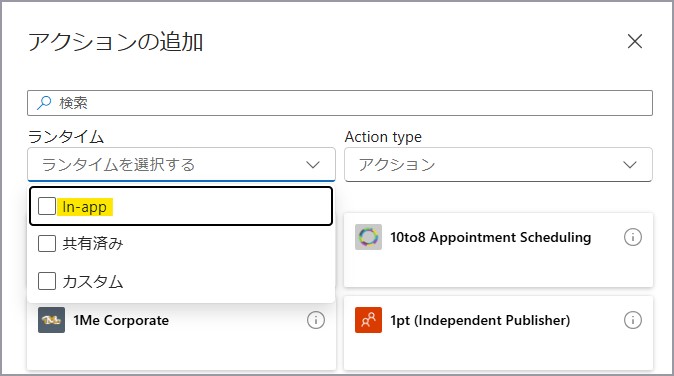 アクションの追加
検索
ランタイム
Action type
ランタイムを選択する
アクション
In-app
共有済み
カスタム
10to8 Appointment Scheduling
1Me Corporate
1pt (Independent Publisher)